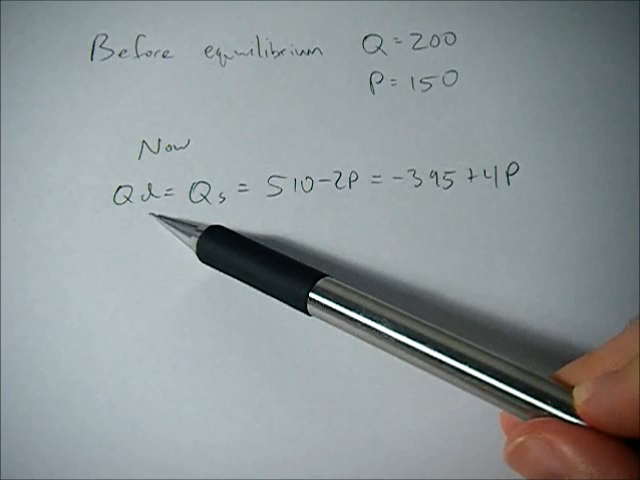 Before equilibrium Q = 200
P = 150
Now
Qd = Qs = 510 - 2P = -395 + 4P